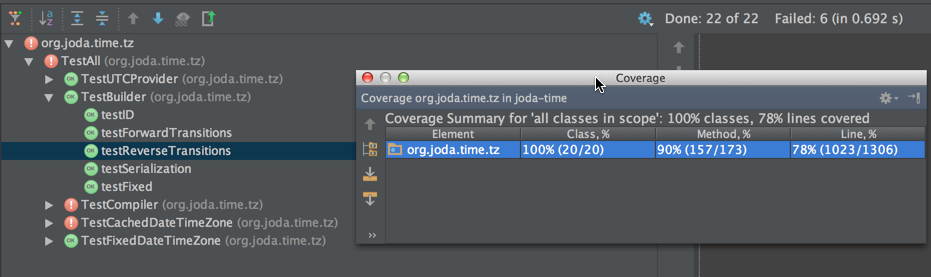 Done: 22 of 22 Failed: 6 (in 0.692 s)
org.joda.time.tz
TestAll (org.joda.time.tz)
TestUTCProvider (org.joda.time.tz)
TestBuilder (org.joda.time.tz)
testID
testForwardTransitions
testReverseTransitions
testSerialization
testFixed
TestCompiler (org.joda.time.tz)
TestCachedDateTimeZone (org.joda.time.tz)
TestFixedDateTimeZone (org.joda.time.tz)
Coverage
Coverage org.joda.time.tz in joda-time
Coverage Summary for 'all classes in scope': 100% classes, 78% lines covered
Element Class, % Method, % Line, %
org.joda.time.tz 100% (20/20) 90% (157/173) 78% (1023/1306)